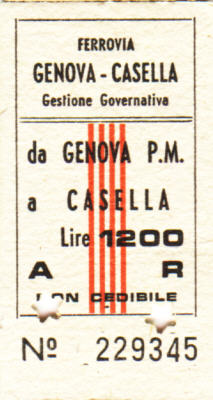 FERROVIA
GENOVA - CASELLA
Gestione Governativa
da GENOVA P.M.
a CASELLA
Lire 1200
A R
NON CEDIBILE
Nº 229345